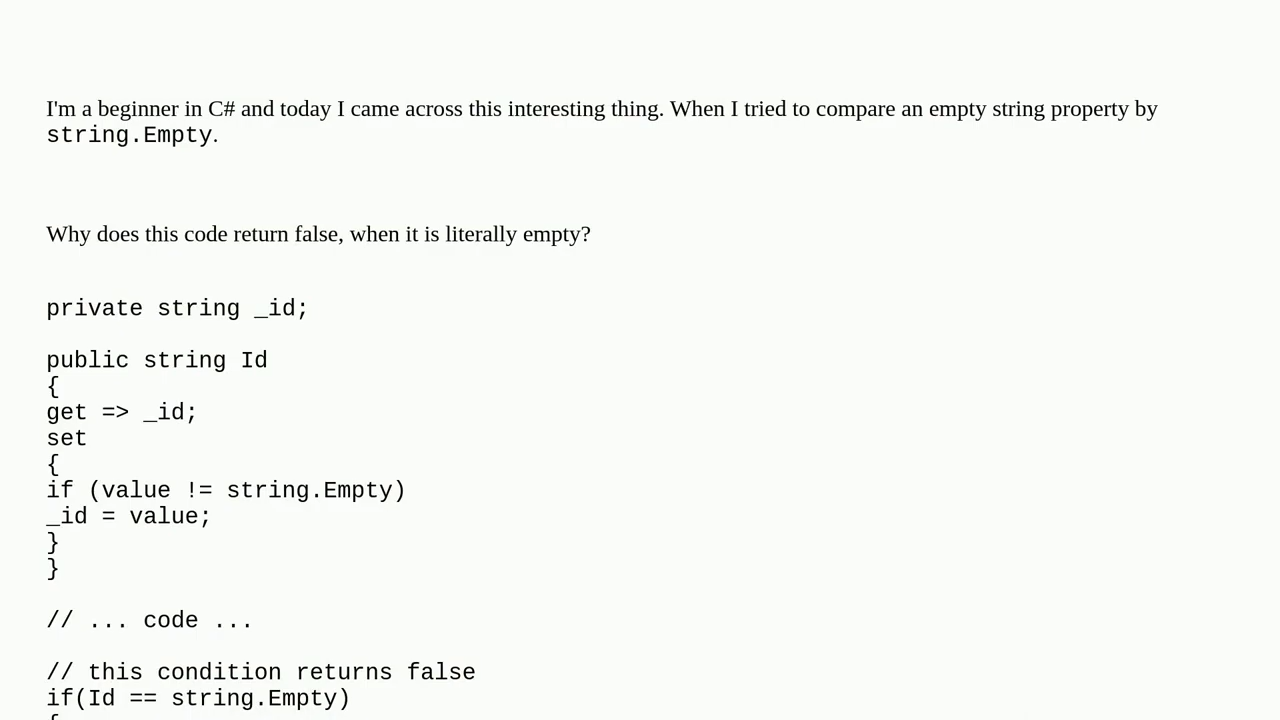 I'm a beginner in C# and today I came across this interesting thing. When I tried to compare an empty string property by
string.Empty.
Why does this code return false, when it is literally empty?
private string _id;
public string Id
{
get => _id;
set
{
if (value != string.Empty)
_id = value;
}
}
// ... code ...
// this condition returns false
if(Id == string.Empty)
{